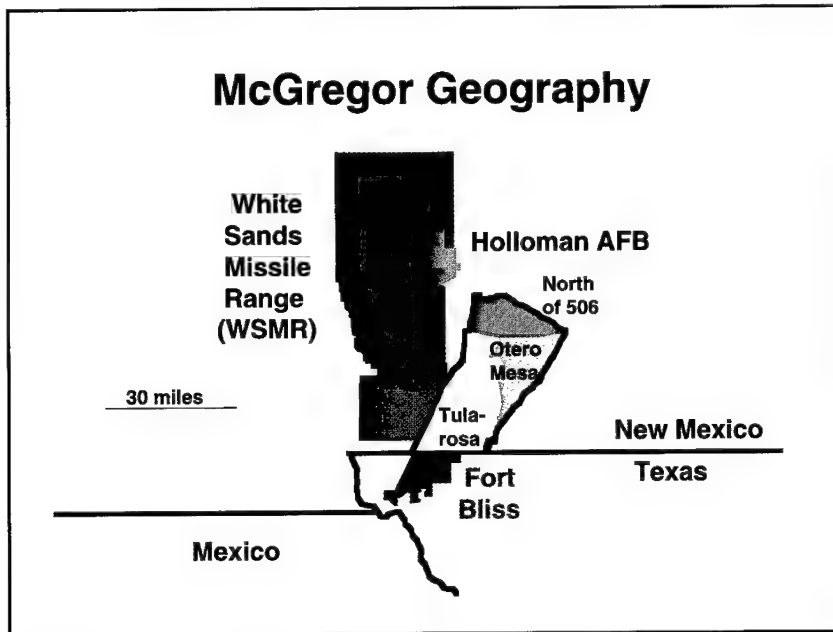 McGregor Geography
White
Sands
Missile
Range
(WSMR)
Holloman AFB
North
of 506
Otero
Mesa
30 miles
Tula-
rosa
New Mexico
Texas
Fort
Bliss
Mexico